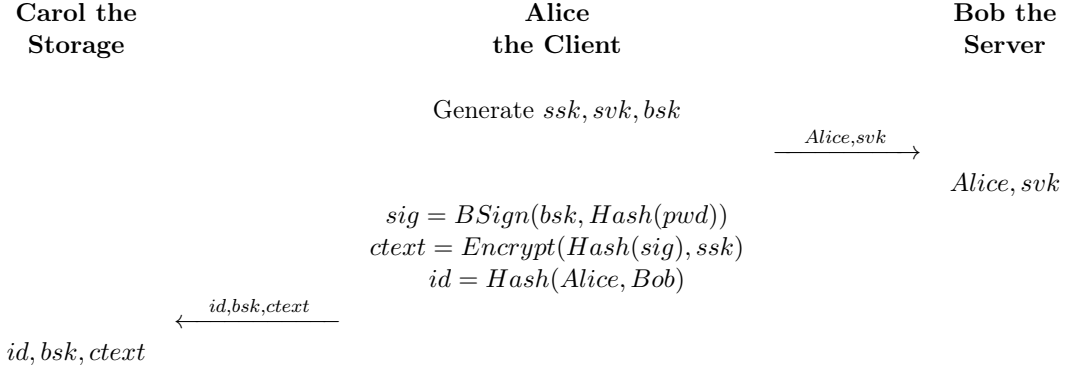 Carol the Storage
Alice the Client
Bob the Server
Generate ssk, svk, bsk
Alice,svk
Alice, svk
sig = BSign(bsk, Hash(pwd))
ctext = Encrypt(Hash(sig), ssk)
id = Hash(Alice, Bob)
id,bsk,ctext
id, bsk, ctext